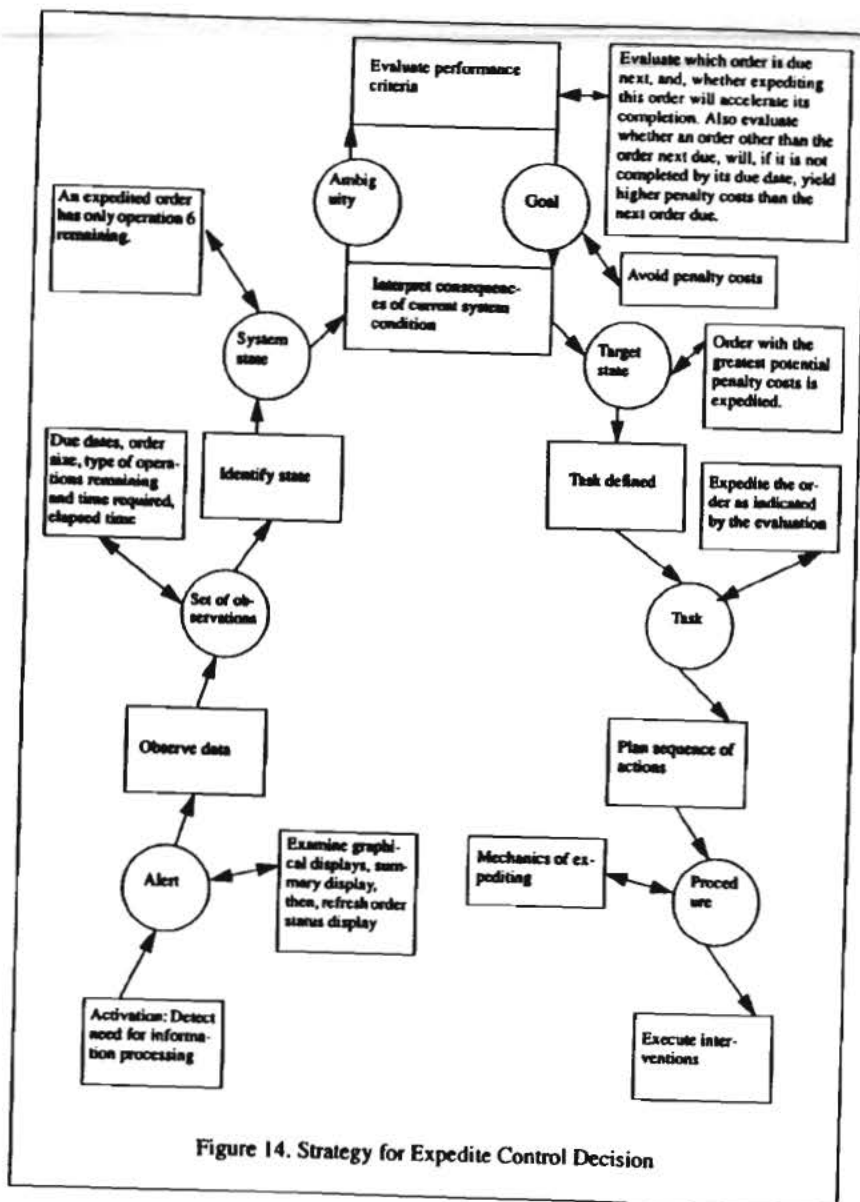 Evaluate performance
criteria
Evaluate which order is due
next, and, whether expediting
this order will accelerate its
completion. Also evaluate
whether an order other than the
order next due, will, if it is not
completed by its due date, yield
higher penalty costs than the
next order due.
Ambig
uity
Goal
An expedited order
has only operation 6
remaining.
Avoid penalty costs
Interpret consequenc-
es of current system
condition
System
state
Target
state
Order with the
greatest potential
penalty costs is
expedited.
Due dates, order
size, type of opera-
tions remaining
and time required,
elapsed time
Identify state
Task defined
Expedite the or-
der as indicated
by the evaluation
Set of ob-
servations
Task
Observe data
Plan sequence of
actions
Alert
Examine graphi-
cal displays, sum-
mary display,
then, refresh order
status display
Mechanics of ex-
pediting
Proced
ure
Activation: Detect
need for informa-
tion processing
Execute inter-
ventions
Figure 14. Strategy for Expedite Control Decision